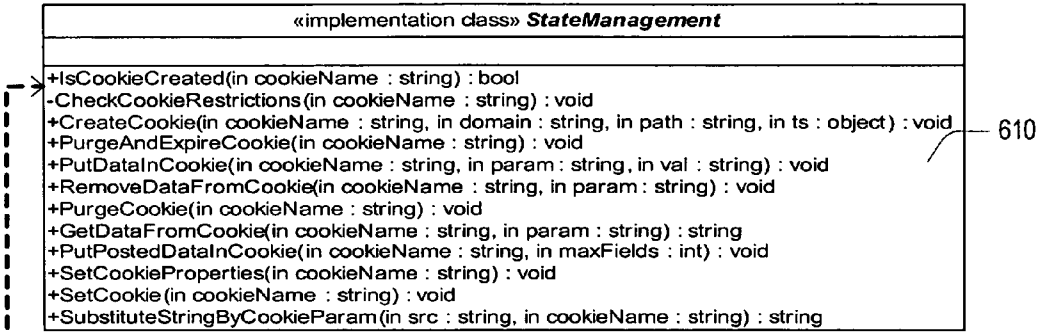 «implementation class» StateManagement
+IsCookieCreated(in cookieName : string) : bool
-CheckCookieRestrictions(in cookieName : string) : void
+CreateCookie(in cookieName : string, in domain : string, in path : string, in ts : object) : void
+PurgeAndExpireCookie(in cookieName : string) : void
+PutDataInCookie(in cookieName : string, in param : string, in val : string) : void
+RemoveDataFromCookie(in cookieName : string, in param : string) : void
+PurgeCookie(in cookieName : string) : void
+GetDataFromCookie(in cookieName : string, in param : string) : string
+PutPostedDataInCookie(in cookieName : string, in maxFields : int) : void
+SetCookieProperties(in cookieName : string) : void
+SetCookie(in cookieName : string) : void
+SubstituteStringByCookieParam(in src : string, in cookieName : string) : string
610